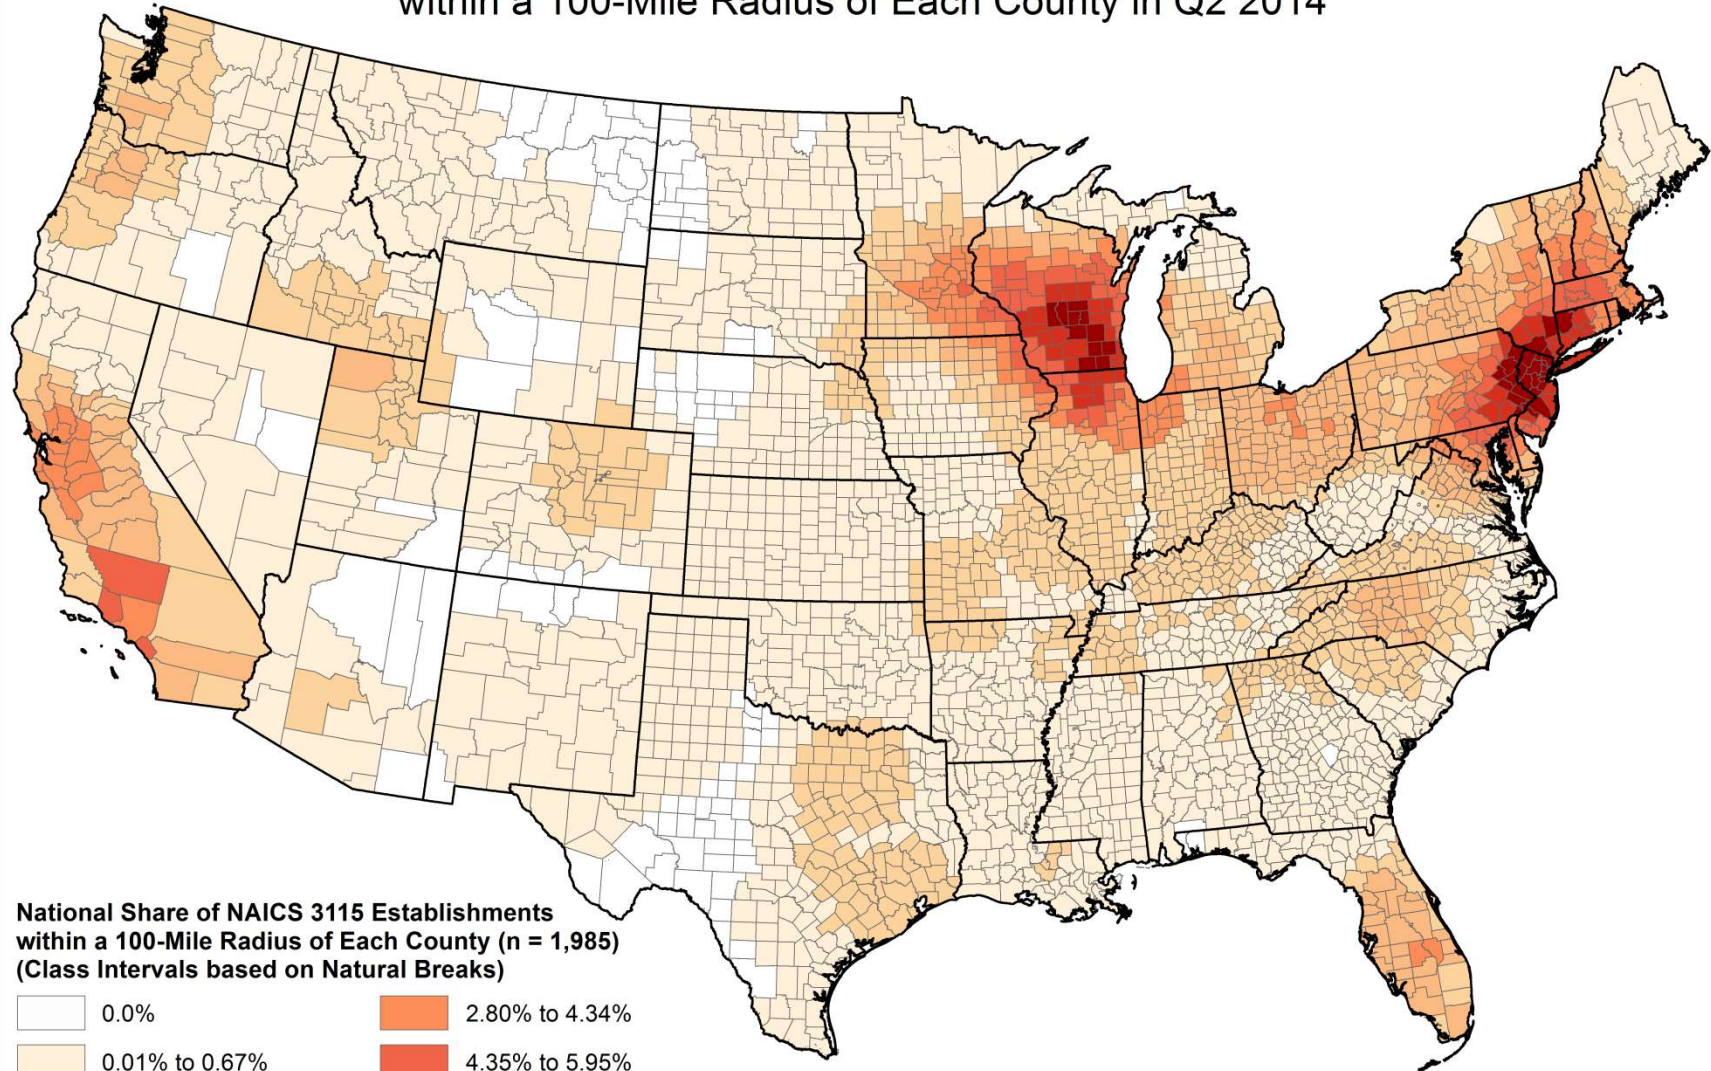 within a 100-Mile Radius of Each County in Q2 2014
National Share of NAICS 3115 Establishments
within a 100-Mile Radius of Each County (n = 1,985)
(Class Intervals based on Natural Breaks)
0.0%
2.80% to 4.34%
0.01% to 0.67%
4.35% to 5.95%